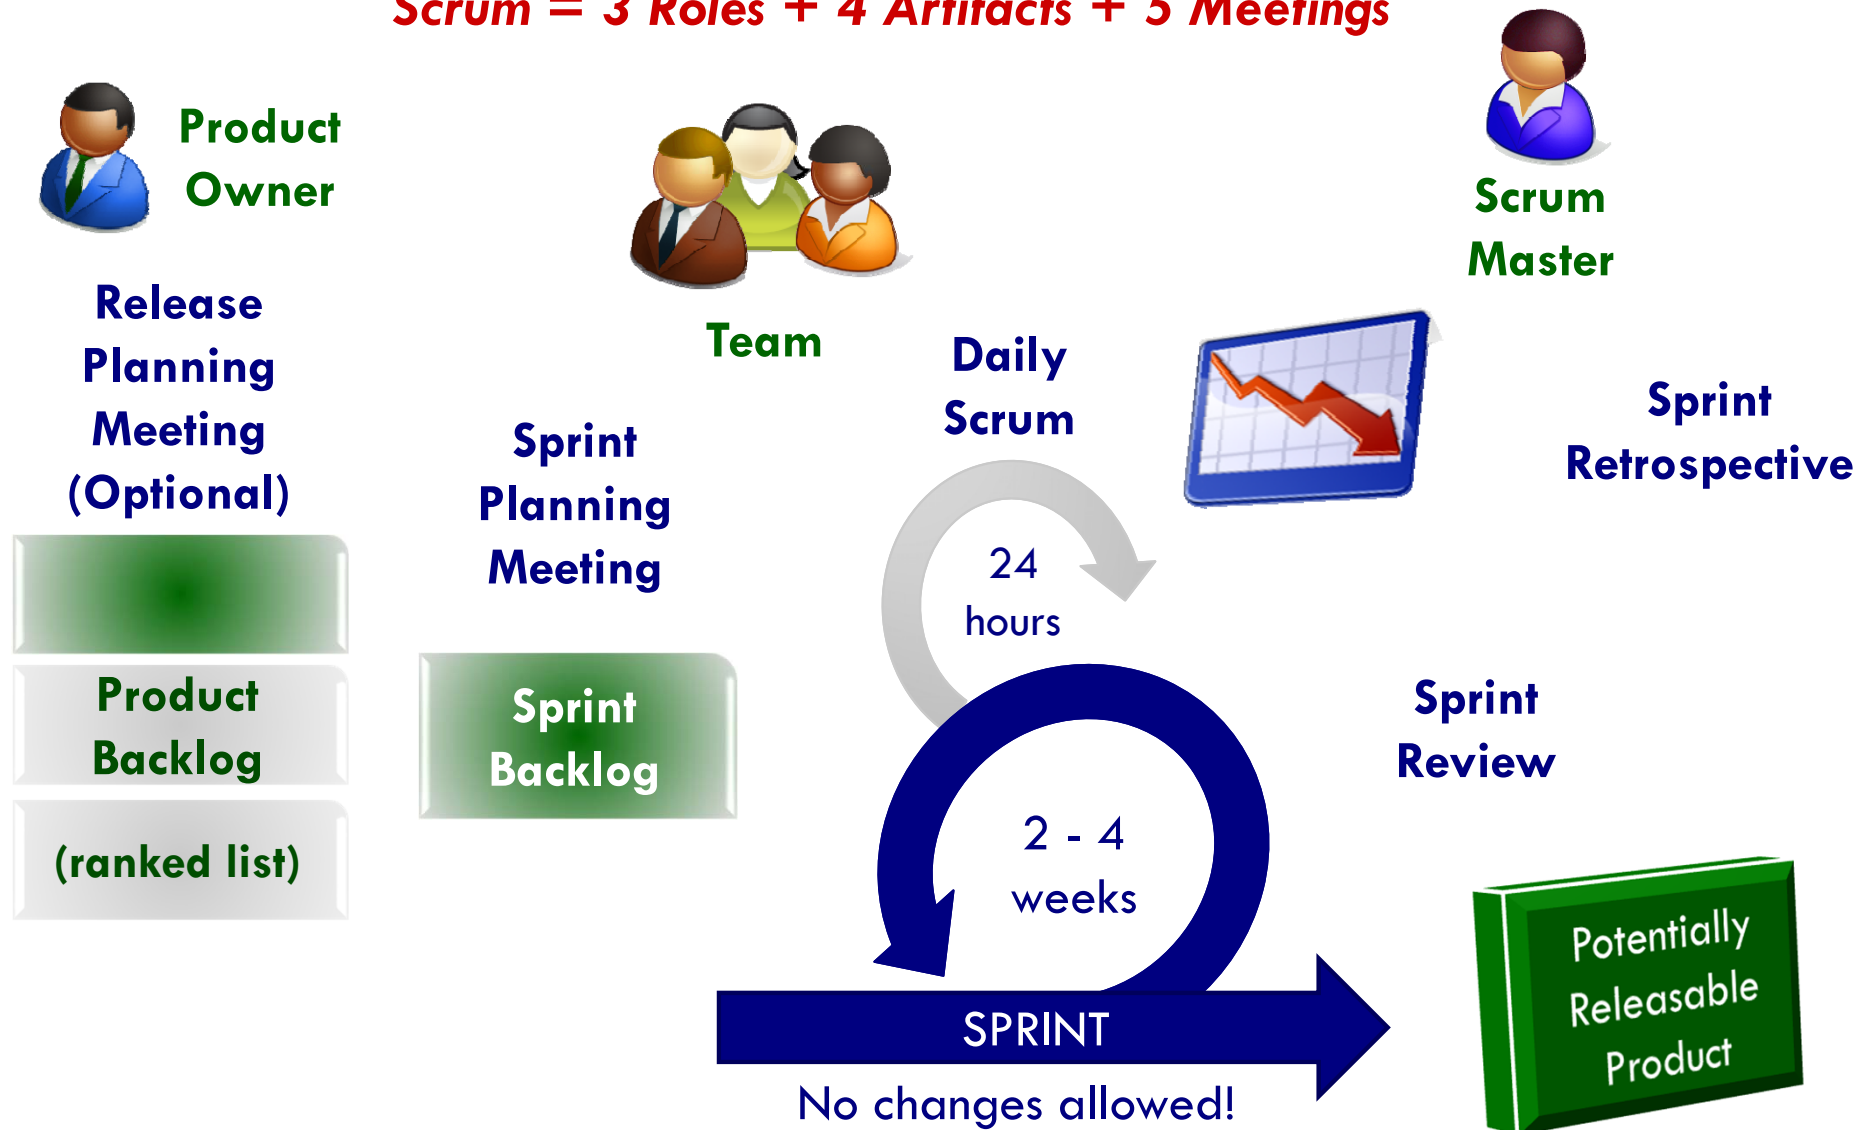 Scrum = 3 Roles + 4 Artifacts + 5 Meetings
Product
Owner
Scrum
Master
Team
Release
Planning
Meeting
(Optional)
Sprint
Planning
Meeting
Daily
Scrum
Sprint
Retrospective
24
hours
Product
Backlog
(ranked list)
Sprint
Backlog
Sprint
Review
2 - 4
weeks
SPRINT
No changes allowed!
Potentially
Releasable
Product